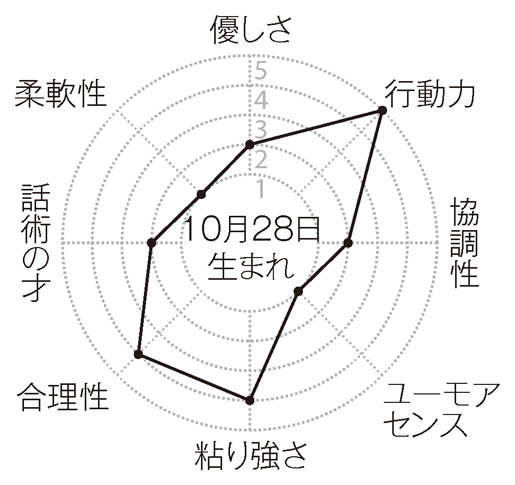 優しさ
行動力
協調性
ユーモア
センス
粘り強さ
合理性
話術の才
柔軟性
5
4
3
2
1
10月28日
生まれ